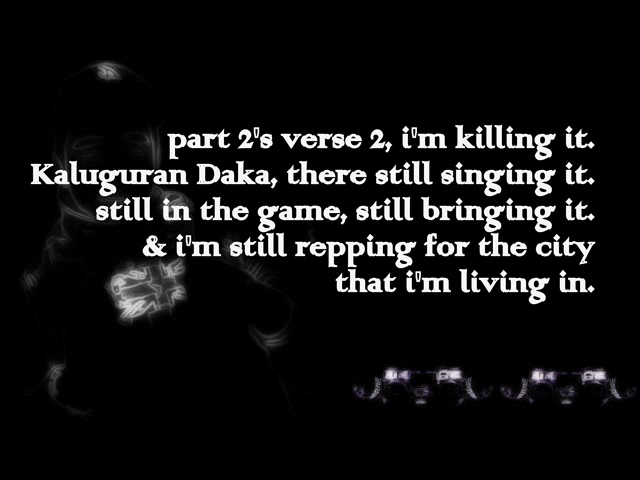 part 2's verse 2, i'm killing it.
Kaluguran Daka, there still singing it.
still in the game, still bringing it.
& i'm still repping for the city
that i'm living in.